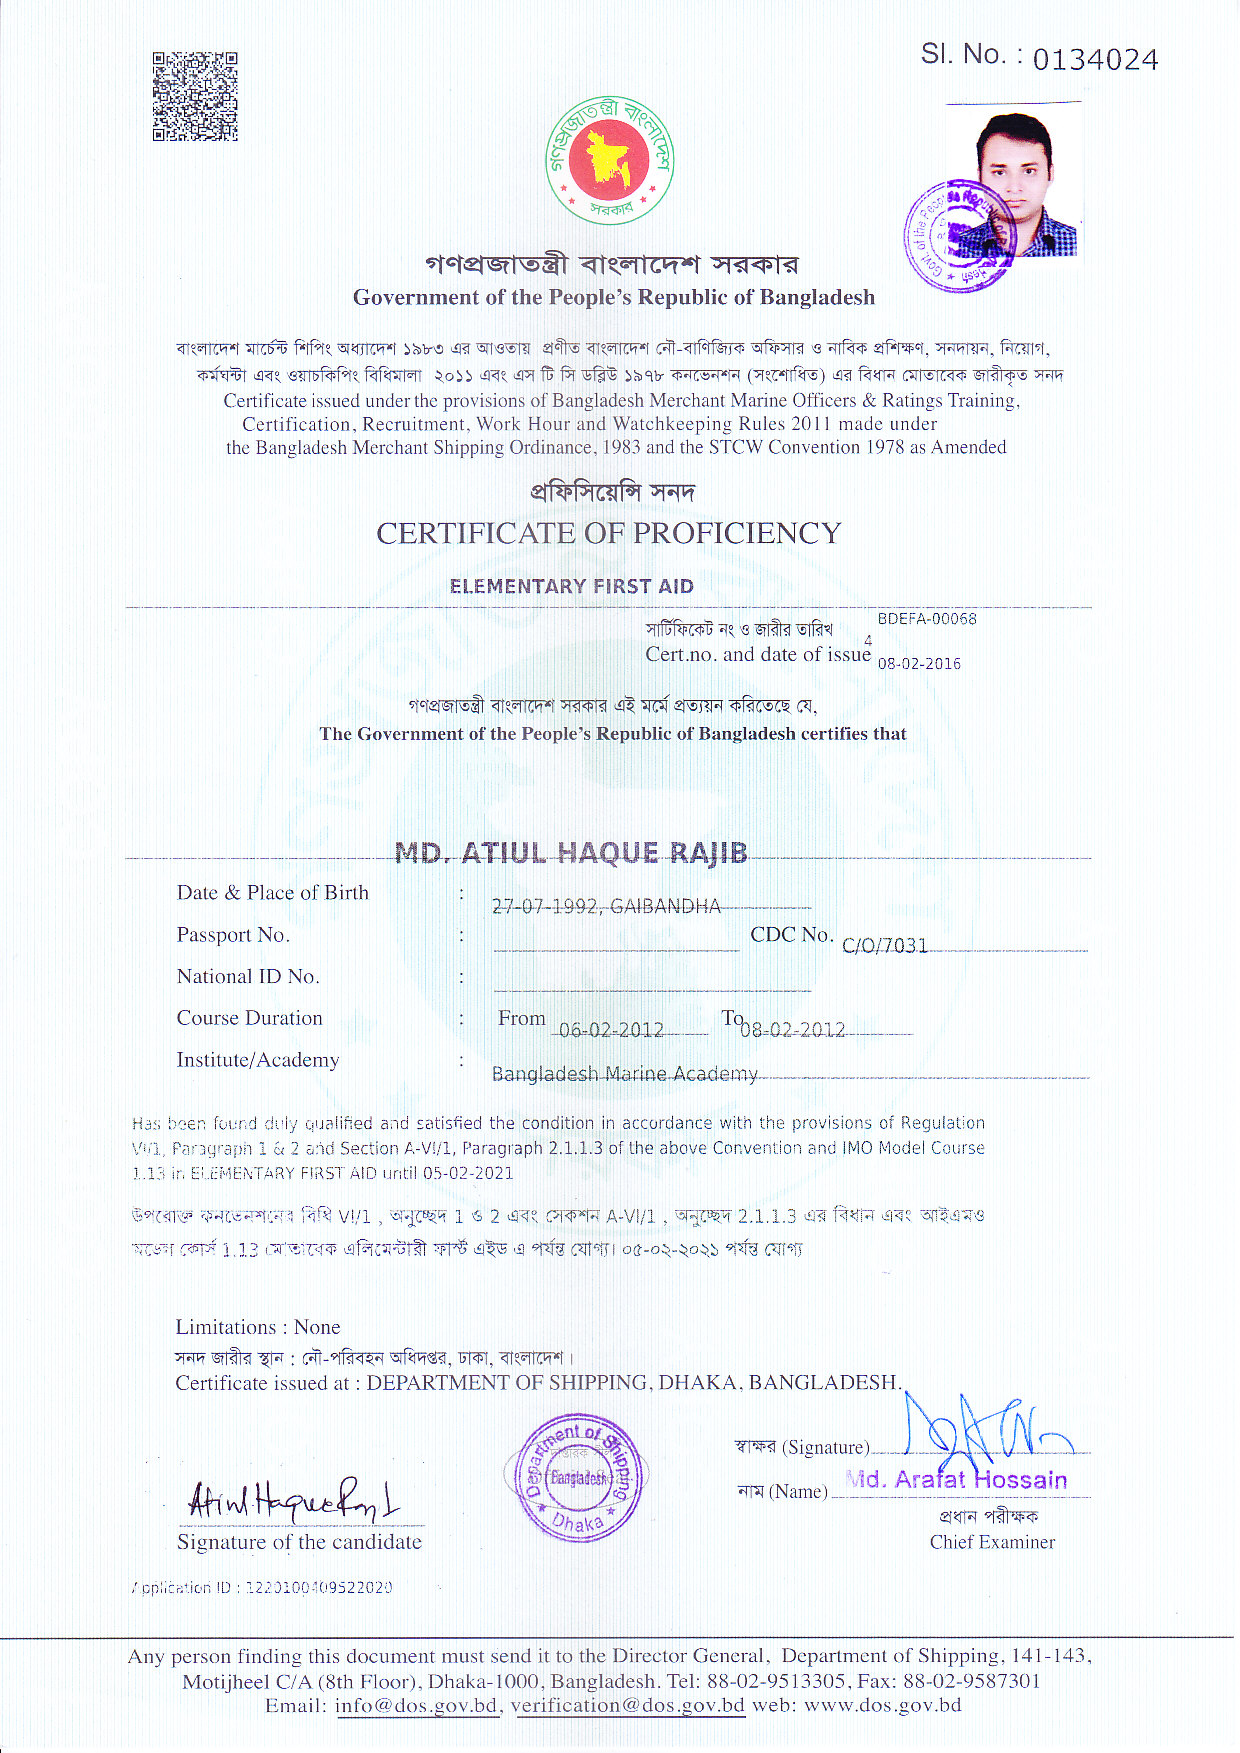 Sl. No. : 0134024
গণপ্রজাতন্ত্রী বাংলাদেশ
সরকার
গণপ্রজাতন্ত্রী বাংলাদেশ সরকার
Government of the People's Republic of Bangladesh
বাংলাদেশ মার্চেন্ট শিপিং অধ্যাদেশ ১৯৮৩ এর আওতায় প্রণীত বাংলাদেশ নৌ-বাণিজ্যিক অফিসার ও নাবিক প্রশিক্ষণ, সনদায়ন, নিয়োগ,
কর্মঘন্টা এবং ওয়াচকিপিং বিধিমালা ২০১১ এবং এস টি সি ডব্লিউ ১৯৭৮ কনভেনশন (সংশোধিত) এর বিধান মোতাবেক জারীকৃত সনদ
Certificate issued under the provisions of Bangladesh Merchant Marine Officers & Ratings Training,
Certification, Recruitment, Work Hour and Watchkeeping Rules 2011 made under
the Bangladesh Merchant Shipping Ordinance, 1983 and the STCW Convention 1978 as Amended
প্রফিসিয়েন্সি সনদ
CERTIFICATE OF PROFICIENCY
ELEMENTARY FIRST AID
সার্টিফিকেট নং ও জারীর তারিখ BDEFA-00068
4
Cert.no. and date of issue 08-02-2016
গণপ্রজাতন্ত্রী বাংলাদেশ সরকার এই মর্মে প্রত্যয়ন করিতেছে যে,
The Government of the People's Republic of Bangladesh certifies that
MD. ATIUL HAQUE RAJIB
Date & Place of Birth : 27-07-1992, GAIBANDHA
Passport No. : CDC No. C/O/7031
National ID No. :
Course Duration : From 06-02-2012 To 08-02-2012
Institute/Academy : Bangladesh Marine Academy
Has been found duly qualified and satisfied the condition in accordance with the provisions of Regulation
VI/1, Paragraph 1 & 2 and Section A-VI/1, Paragraph 2.1.1.3 of the above Convention and IMO Model Course
1.13 in ELEMENTARY FIRST AID until 05-02-2021
উপরোক্ত কনভেনশনের বিধি VI/1 , অনুচ্ছেদ 1 ও 2 এবং সেকশন A-VI/1 , অনুচ্ছেদ 2.1.1.3 এর বিধান এবং আইএমও
মডেল কোর্স 1.13 মোতাবেক এলিমেন্টারী ফার্স্ট এইড এ পর্যন্ত যোগ্য। ০৫-০২-২০২১ পর্যন্ত যোগ্য
Limitations : None
সনদ জারীর স্থান : নৌ-পরিবহন অধিদপ্তর, ঢাকা, বাংলাদেশ।
Certificate issued at : DEPARTMENT OF SHIPPING, DHAKA, BANGLADESH.
Department of Shipping
Bangladesh
Dhaka
স্বাক্ষর (Signature)
নাম (Name) Md. Arafat Hossain
প্রধান পরীক্ষক
Chief Examiner
Signature of the candidate
Application ID : 1220100409522020
Any person finding this document must send it to the Director General, Department of Shipping, 141-143,
Motijheel C/A (8th Floor), Dhaka-1000, Bangladesh. Tel: 88-02-9513305, Fax: 88-02-9587301
Email: info@dos.gov.bd, verification@dos.gov.bd web: www.dos.gov.bd